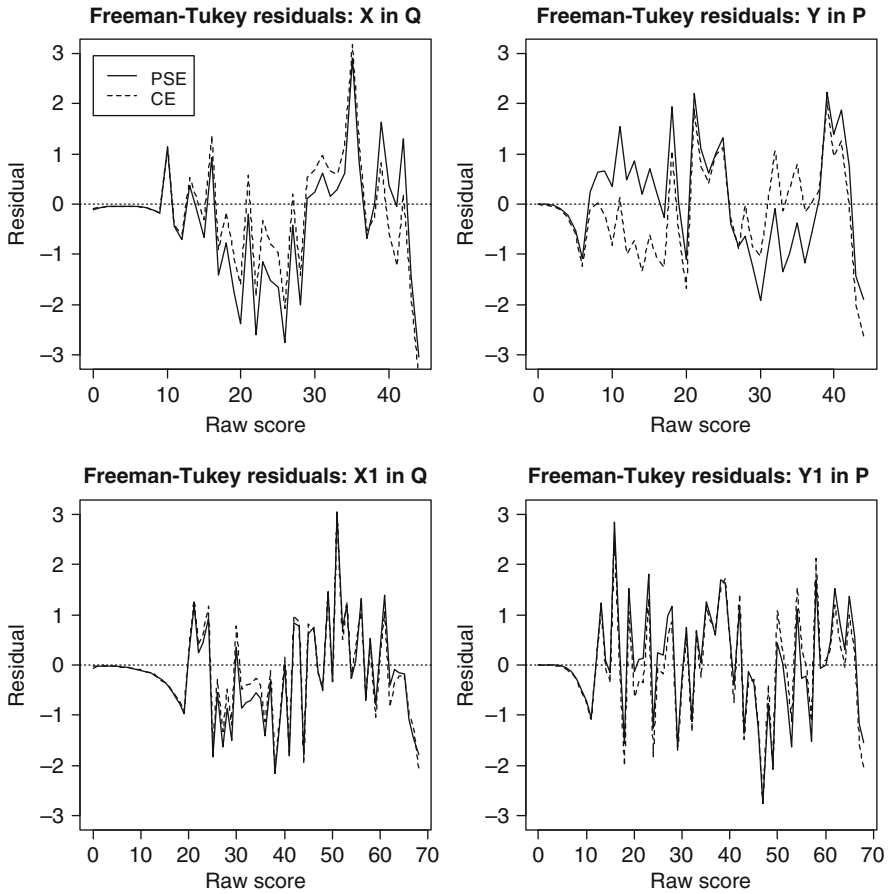 Freeman-Tukey residuals: X in Q
3
2
1
0
−1
−2
−3
Residual
PSE
CE
0 10 20 30 40
Raw score
Freeman-Tukey residuals: Y in P
3
2
1
0
−1
−2
−3
Residual
0 10 20 30 40
Raw score
Freeman-Tukey residuals: X1 in Q
3
2
1
0
−1
−2
−3
Residual
0 10 20 30 40 50 60 70
Raw score
Freeman-Tukey residuals: Y1 in P
3
2
1
0
−1
−2
−3
Residual
0 10 20 30 40 50 60 70
Raw score